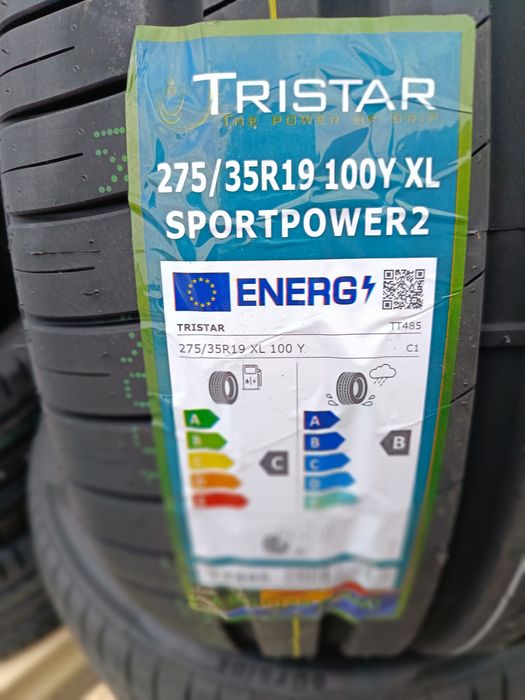 TRISTAR
THE POWER OF GRIP
275/35R19 100Y XL
SPORTPOWER2
ENERG
TRISTAR TT485
275/35R19 XL 100 Y C1
A A
B B B
C C C
D D
E E